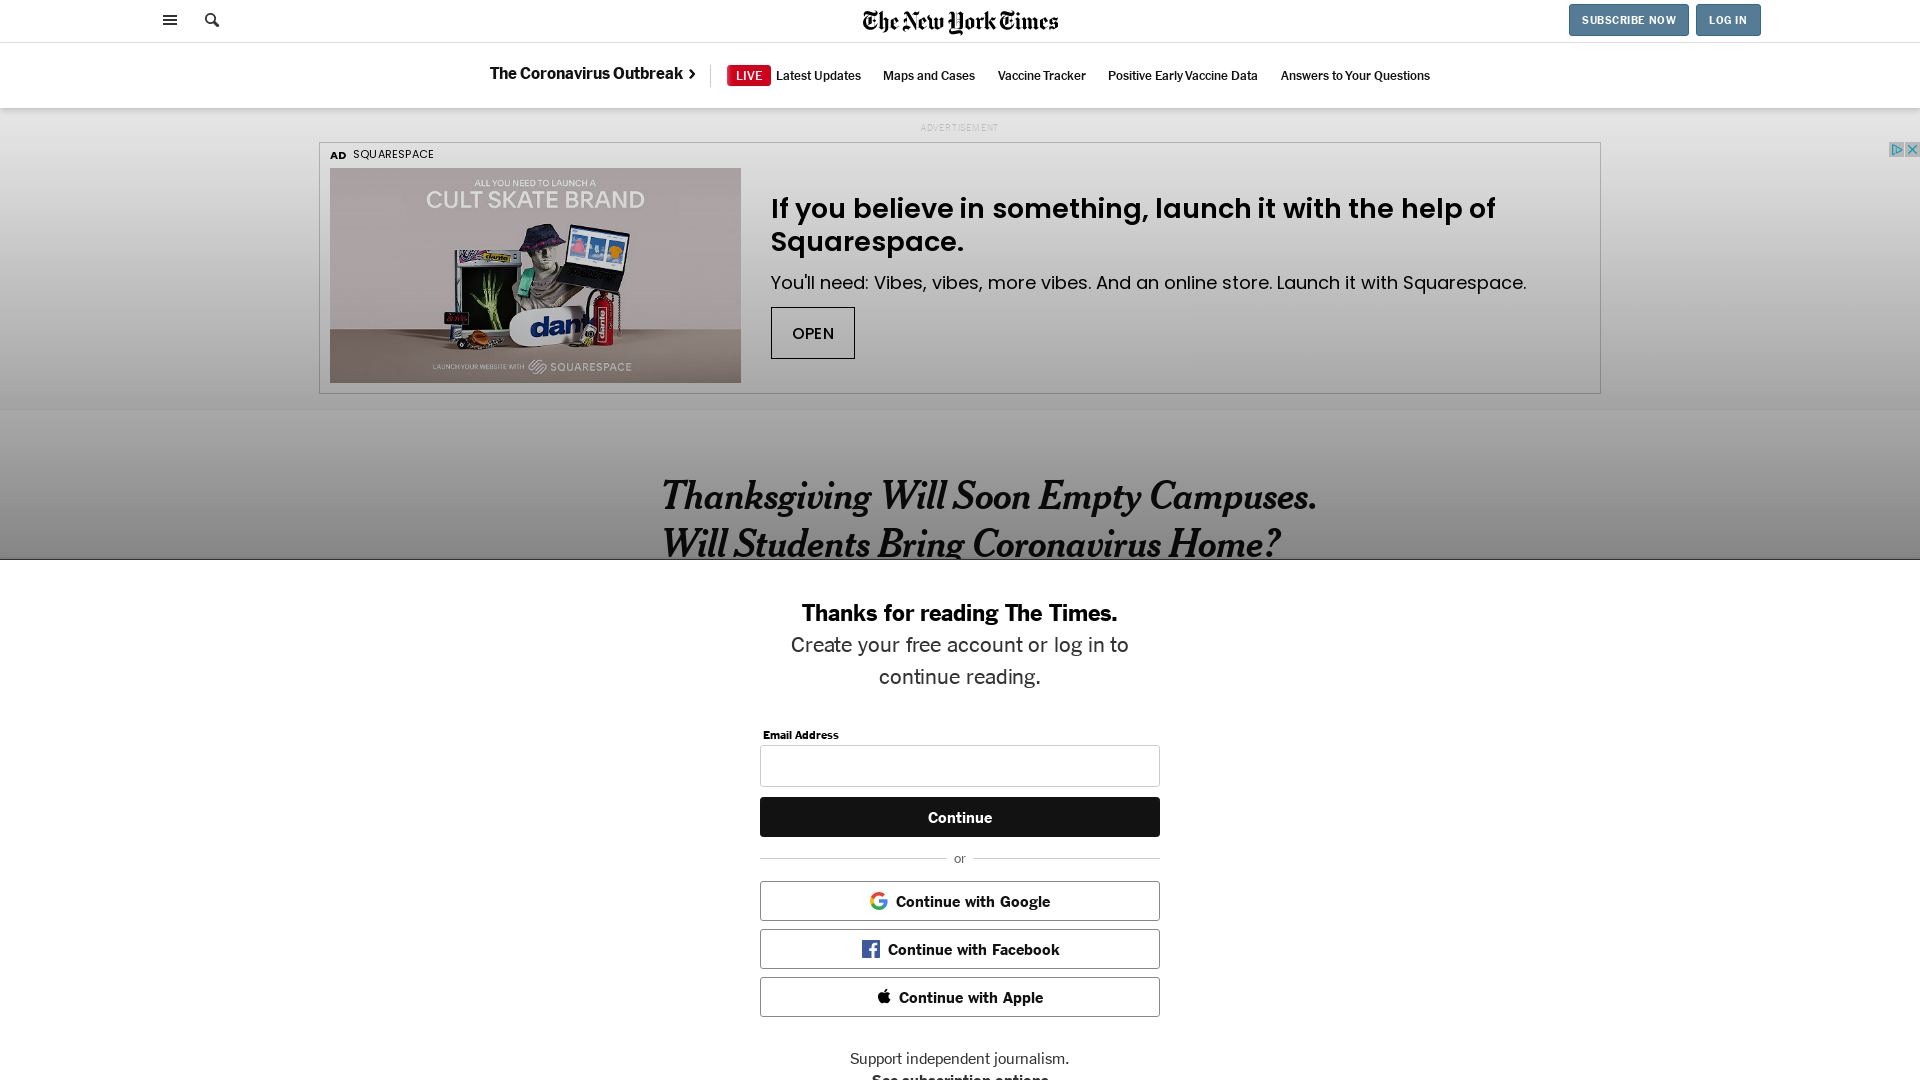 The New York Times
SUBSCRIBE NOW
LOG IN
The Coronavirus Outbreak
LIVE
Latest Updates
Maps and Cases
Vaccine Tracker
Positive Early Vaccine Data
Answers to Your Questions
ADVERTISEMENT
AD SQUARESPACE
ALL YOU NEED TO LAUNCH A
CULT SKATE BRAND
dante
LAUNCH YOUR WEBSITE WITH SQUARESPACE
If you believe in something, launch it with the help of
Squarespace.
You'll need: Vibes, vibes, more vibes. And an online store. Launch it with Squarespace.
OPEN
Thanksgiving Will Soon Empty Campuses.
Will Students Bring Coronavirus Home?
Thanks for reading The Times.
Create your free account or log in to
continue reading.
Email Address
Continue
or
Continue with Google
Continue with Facebook
Continue with Apple
Support independent journalism.
See subscription options